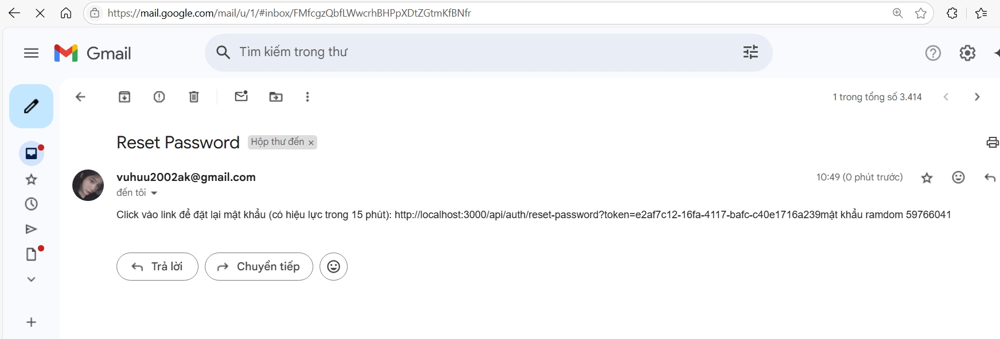 https://mail.google.com/mail/u/1/#inbox/FMfcgzQbfLWwcrhBHPpXDtZGtmKfBNfr
Gmail
Tìm kiếm trong thư
1 trong tổng số 3.414
Reset Password
Hộp thư đến ×
vuhuu2002ak@gmail.com
10:49 (0 phút trước)
đến tôi
Click vào link để đặt lại mật khẩu (có hiệu lực trong 15 phút): http://localhost:3000/api/auth/reset-password?token=e2af7c12-16fa-4117-bafc-c40e1716a239mật khẩu ramdom 59766041
Trả lời
Chuyển tiếp